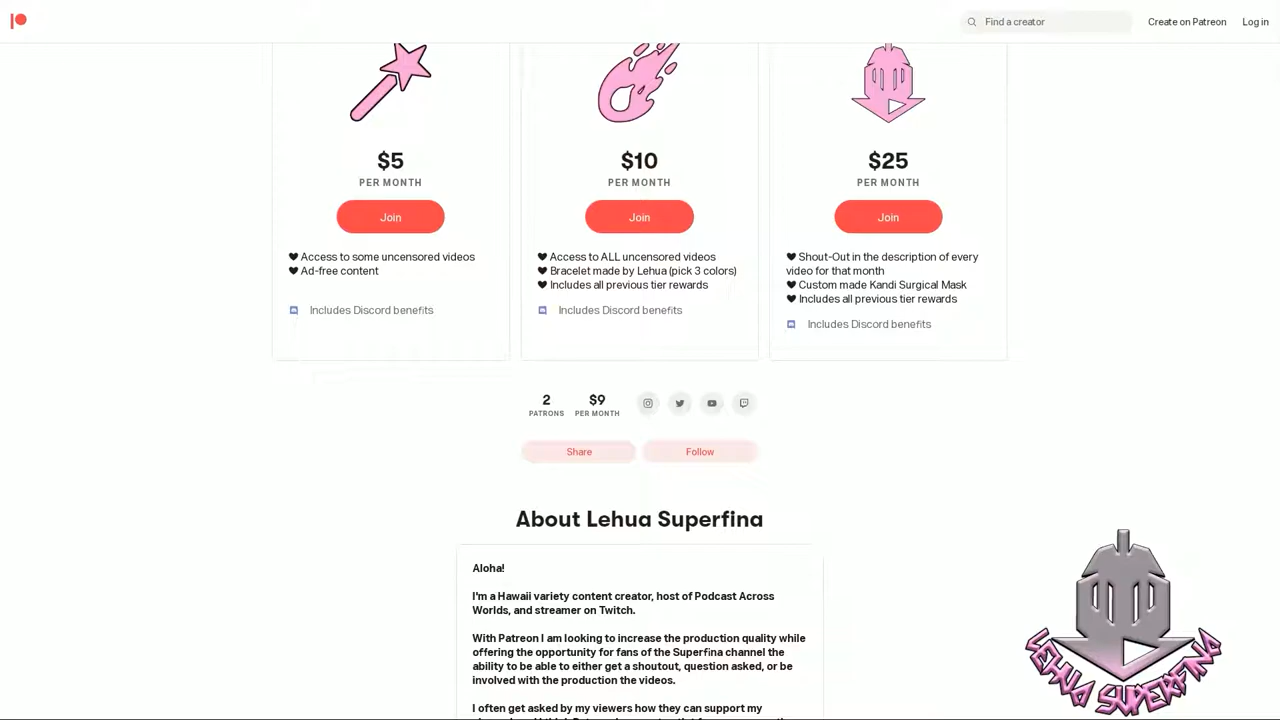 Find a creator
Create on Patreon
Log in
$5
PER MONTH
Join
♥ Access to some uncensored videos
♥ Ad-free content
Includes Discord benefits
$10
PER MONTH
Join
♥ Access to ALL uncensored videos
♥ Bracelet made by Lehua (pick 3 colors)
♥ Includes all previous tier rewards
Includes Discord benefits
$25
PER MONTH
Join
♥ Shout-Out in the description of every
video for that month
♥ Custom made Kandi Surgical Mask
♥ Includes all previous tier rewards
Includes Discord benefits
2
PATRONS
$9
PER MONTH
Share
Follow
About Lehua Superfina
Aloha!
I'm a Hawaii variety content creator, host of Podcast Across
Worlds, and streamer on Twitch.
With Patreon I am looking to increase the production quality while
offering the opportunity for fans of the Superfina channel the
ability to be able to either get a shoutout, question asked, or be
involved with the production the videos.
I often get asked by my viewers how they can support my
LEHUA SUPERFINA